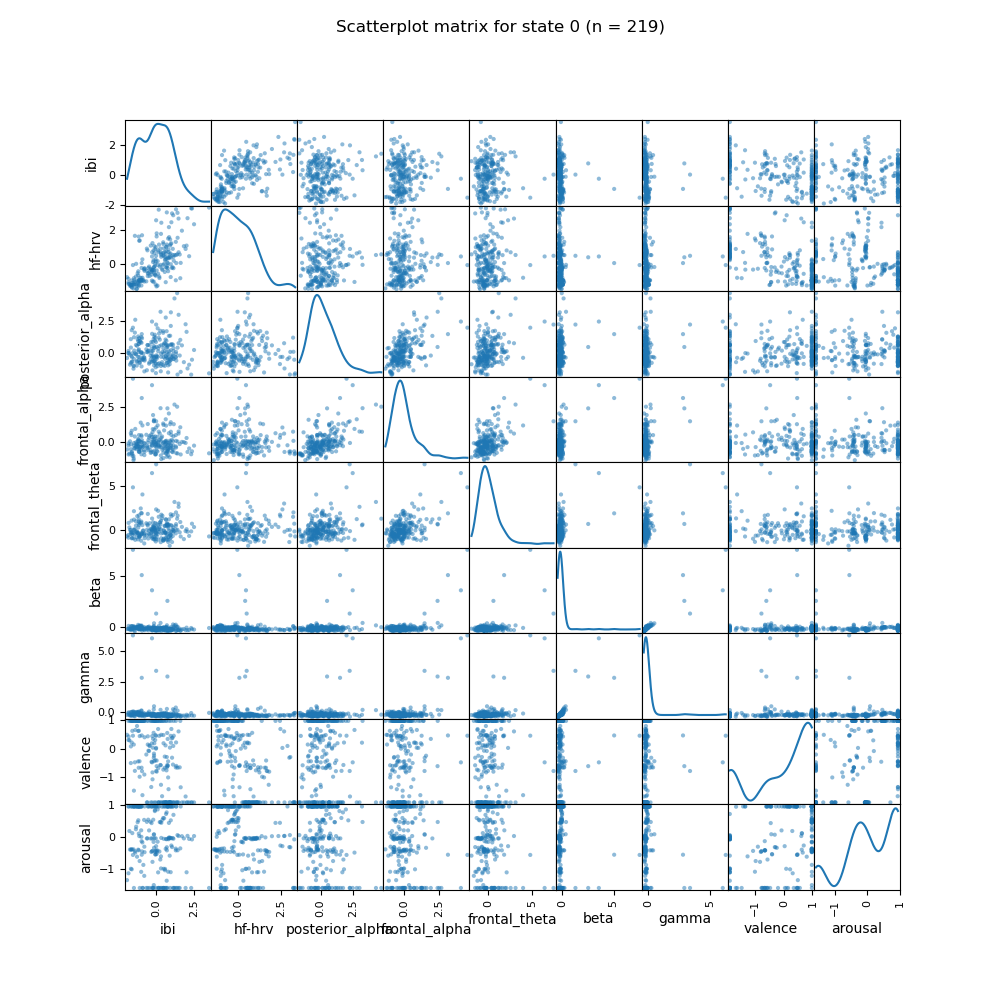 Scatterplot matrix for state 0 (n = 219)
ibi
2
0
-2
hf-hrv
2
0
posterior_alpha
2.5
0.0
frontal_alpha
2.5
0.0
frontal_theta
5
0
beta
5
0
gamma
5.0
2.5
0.0
valence
1
0
−1
arousal
1
0
−1
0.0 2.5 0.0 2.5 0.0 2.5 0.0 2.5 0 5 0 5 0 5 −1 0 1 −1 0 1
ibi hf-hrv posterior_alpha frontal_alpha frontal_theta beta gamma valence arousal